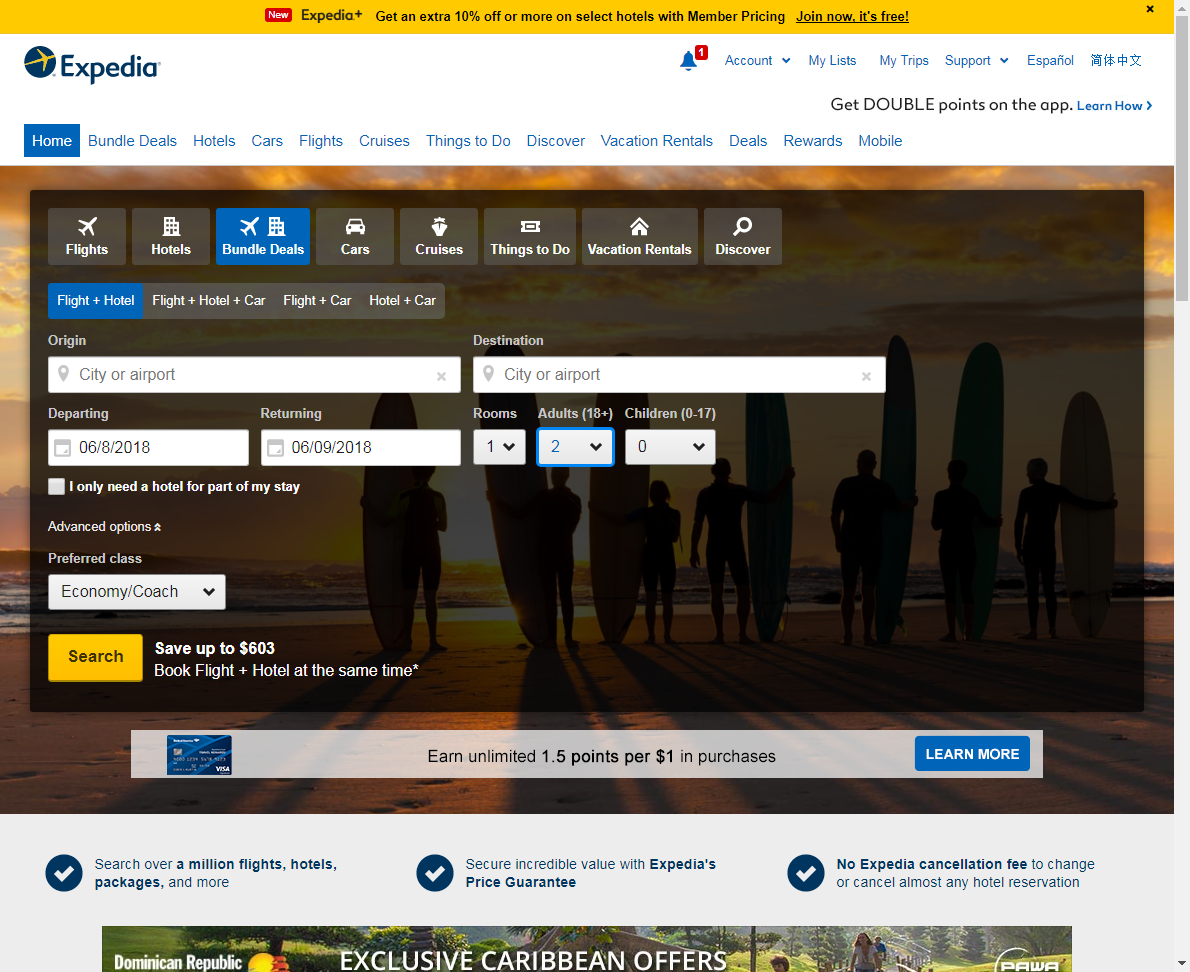 New Expedia+ Get an extra 10% off or more on select hotels with Member Pricing Join now, it's free!
Expedia
1
Account My Lists My Trips Support Español 简体中文
Get DOUBLE points on the app. Learn How
Home Bundle Deals Hotels Cars Flights Cruises Things to Do Discover Vacation Rentals Deals Rewards Mobile
Flights Hotels Bundle Deals Cars Cruises Things to Do Vacation Rentals Discover
Flight + Hotel Flight + Hotel + Car Flight + Car Hotel + Car
Origin Destination
City or airport City or airport
Departing Returning Rooms Adults (18+) Children (0-17)
06/8/2018 06/09/2018 1 2 0
I only need a hotel for part of my stay
Advanced options
Preferred class
Economy/Coach
Search
Save up to $603
Book Flight + Hotel at the same time*
VISA
Earn unlimited 1.5 points per $1 in purchases LEARN MORE
Search over a million flights, hotels,
packages, and more
Secure incredible value with Expedia's
Price Guarantee
No Expedia cancellation fee to change
or cancel almost any hotel reservation
Dominican Republic EXCLUSIVE CARIBBEAN OFFERS PAWA